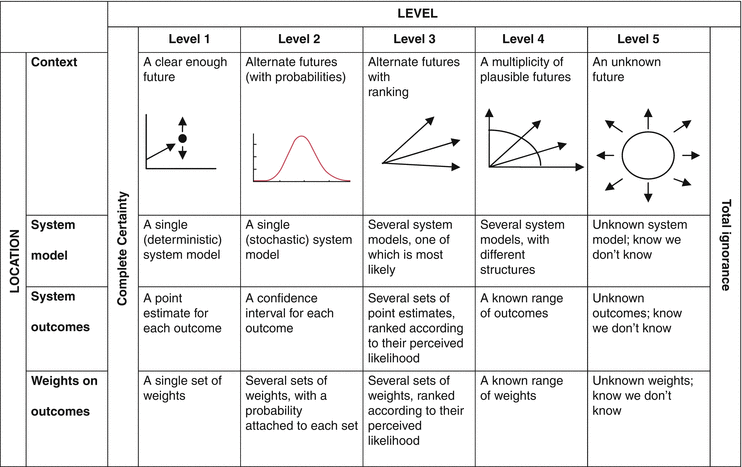 LEVEL
Level 1
Level 2
Level 3
Level 4
Level 5
LOCATION
Complete Certainty
Total ignorance
Context
A clear enough
future
Alternate futures
(with probabilities)
Alternate futures
with
ranking
A multiplicity of
plausible futures
An unknown
future
System
model
A single
(deterministic)
system model
A single
(stochastic) system
model
Several system
models, one of
which is most
likely
Several system
models, with
different
structures
Unknown system
model; know we
don't know
System
outcomes
A point
estimate for
each outcome
A confidence
interval for each
outcome
Several sets of
point estimates,
ranked according
to their perceived
likelihood
A known range
of outcomes
Unknown
outcomes; know
we don't know
Weights on
outcomes
A single set of
weights
Several sets of
weights, with a
probability
attached to each set
Several sets of
weights, ranked
according to their
perceived
likelihood
A known range
of weights
Unknown weights;
know we don't
know